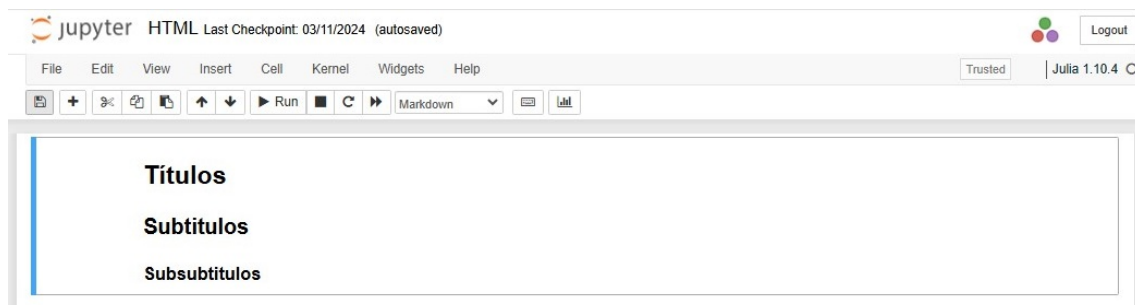 jupyter HTML Last Checkpoint: 03/11/2024 (autosaved)
Logout
File Edit View Insert Cell Kernel Widgets Help
Trusted
Julia 1.10.4
Run
Markdown
Títulos
Subtitulos
Subsubtitulos